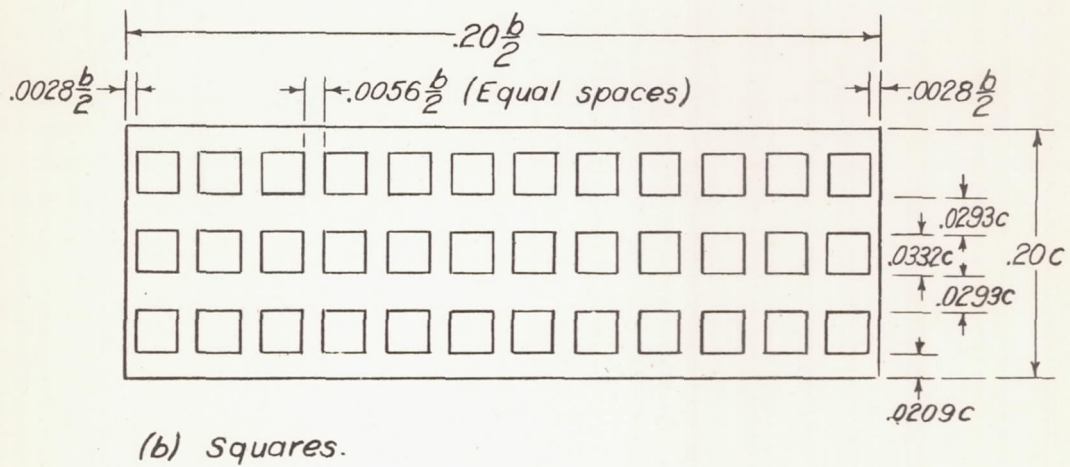 .20 b/2
.0028 b/2 .0056 b/2 (Equal spaces) .0028 b/2
.0293c
.0332c .20c
.0293c
.0209c
(b) Squares.